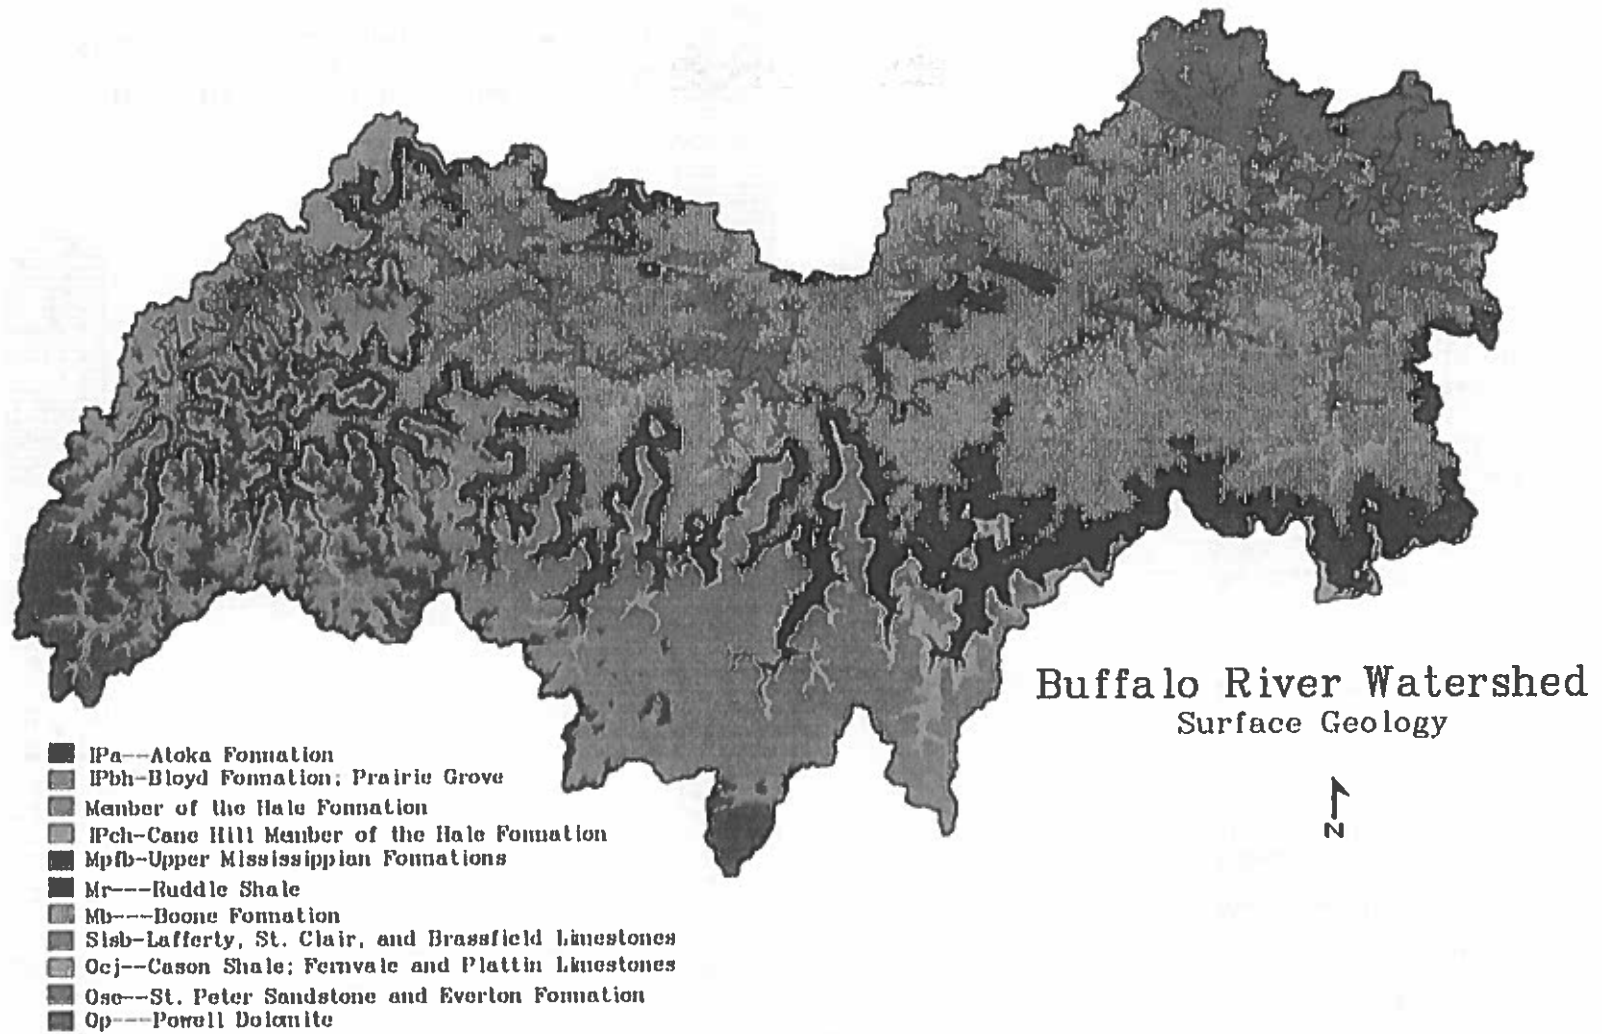 Buffalo River Watershed
Surface Geology
N
IPa--Atoka Formation
IPbh-Bloyd Formation; Prairie Grove
Member of the Hale Formation
IPch-Cane Hill Member of the Hale Formation
Mpfb-Upper Mississippian Formations
Mr---Ruddle Shale
Mb---Boone Formation
Slsb-Lafferty, St. Clair, and Brassfield Limestones
Ocj--Cason Shale; Fernvale and Plattin Limestones
Ose--St. Peter Sandstone and Everton Formation
Op---Powell Dolomite